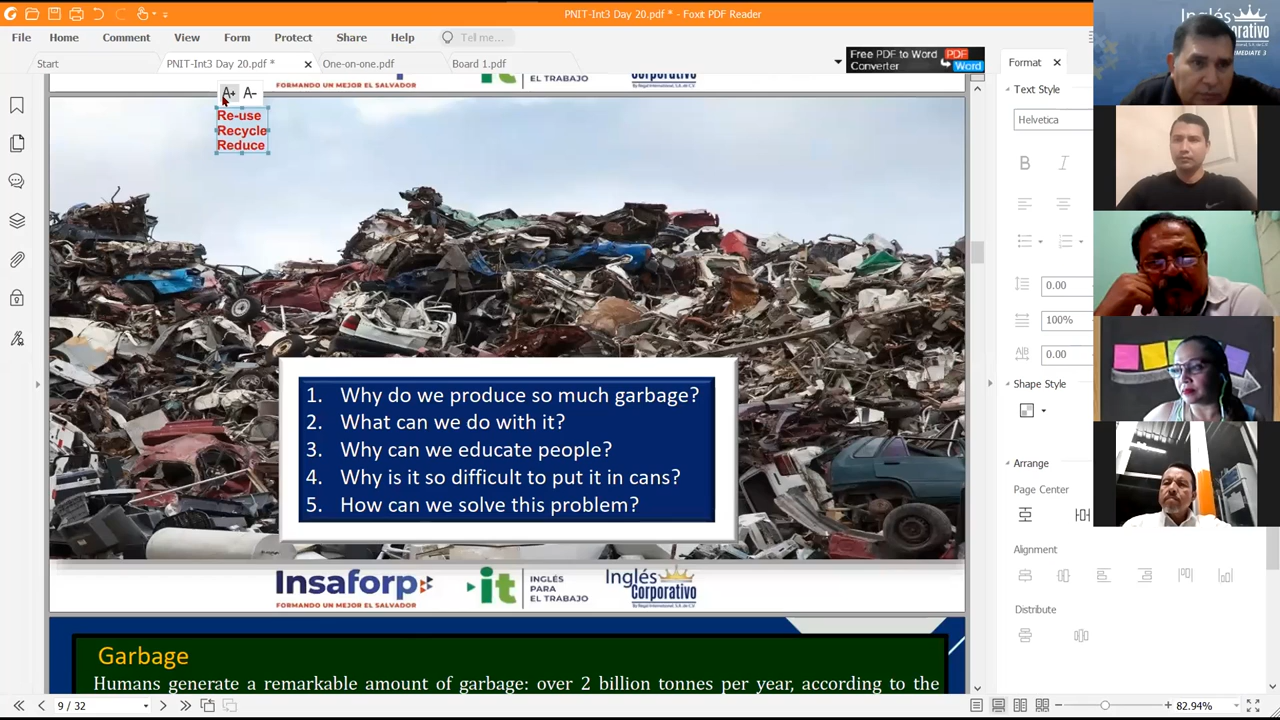 PNIT-Int3 Day 20.pdf * - Foxit PDF Reader
File Home Comment View Form Protect Share Help Tell me...
Start PNIT-Int3 Day 20.pdf * One-on-one.pdf Board 1.pdf
Free PDF to Word
Converter
PDF
Word
FORMANDO UN MEJOR EL SALVADOR
EL TRABAJO
Corporativo
A+ A-
Re-use
Recycle
Reduce
1. Why do we produce so much garbage?
2. What can we do with it?
3. Why can we educate people?
4. Why is it so difficult to put it in cans?
5. How can we solve this problem?
Insaforp
FORMANDO UN MEJOR EL SALVADOR
it
INGLÉS
PARA
EL TRABAJO
Inglés
Corporativo
Garbage
Humans generate a remarkable amount of garbage: over 2 billion tonnes per year, according to the
Format
Text Style
Helvetica
B I
0.00
100%
0.00
Shape Style
Arrange
Page Center
Alignment
Distribute
9 / 32
82.94%
Inglés
Corporativo